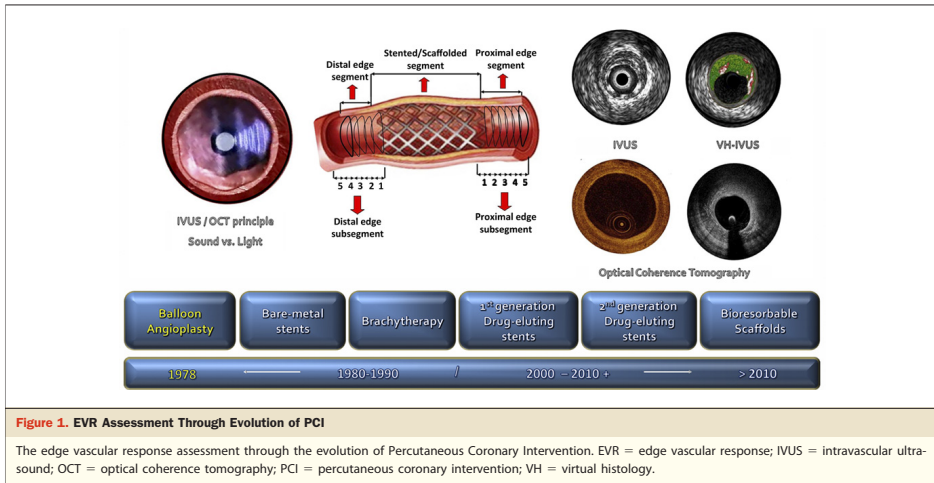 Distal edge
segment
Stented/Scaffolded
segment
Proximal edge
segment
5 4 3 2 1
1 2 3 4 5
Distal edge
subsegment
Proximal edge
subsegment
IVUS / OCT principle
Sound vs. Light
IVUS
VH-IVUS
Optical Coherence Tomography
Balloon
Angioplasty
Bare-metal
stents
Brachytherapy
1st generation
Drug-eluting
stents
2nd generation
Drug-eluting
stents
Bioresorbable
Scaffolds
1978
1980-1990
/
2000 – 2010 +
> 2010
Figure 1. EVR Assessment Through Evolution of PCI
The edge vascular response assessment through the evolution of Percutaneous Coronary Intervention. EVR = edge vascular response; IVUS = intravascular ultra-
sound; OCT = optical coherence tomography; PCI = percutaneous coronary intervention; VH = virtual histology.